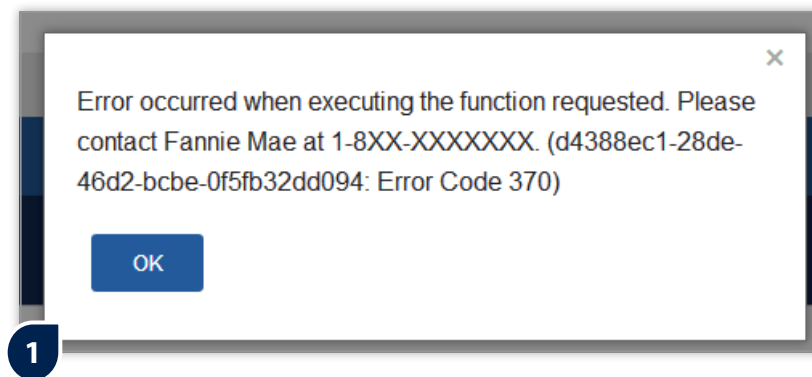 ×
Error occurred when executing the function requested. Please
contact Fannie Mae at 1-8XX-XXXXXXX. (d4388ec1-28de-
46d2-bcbe-0f5fb32dd094: Error Code 370)
OK
1